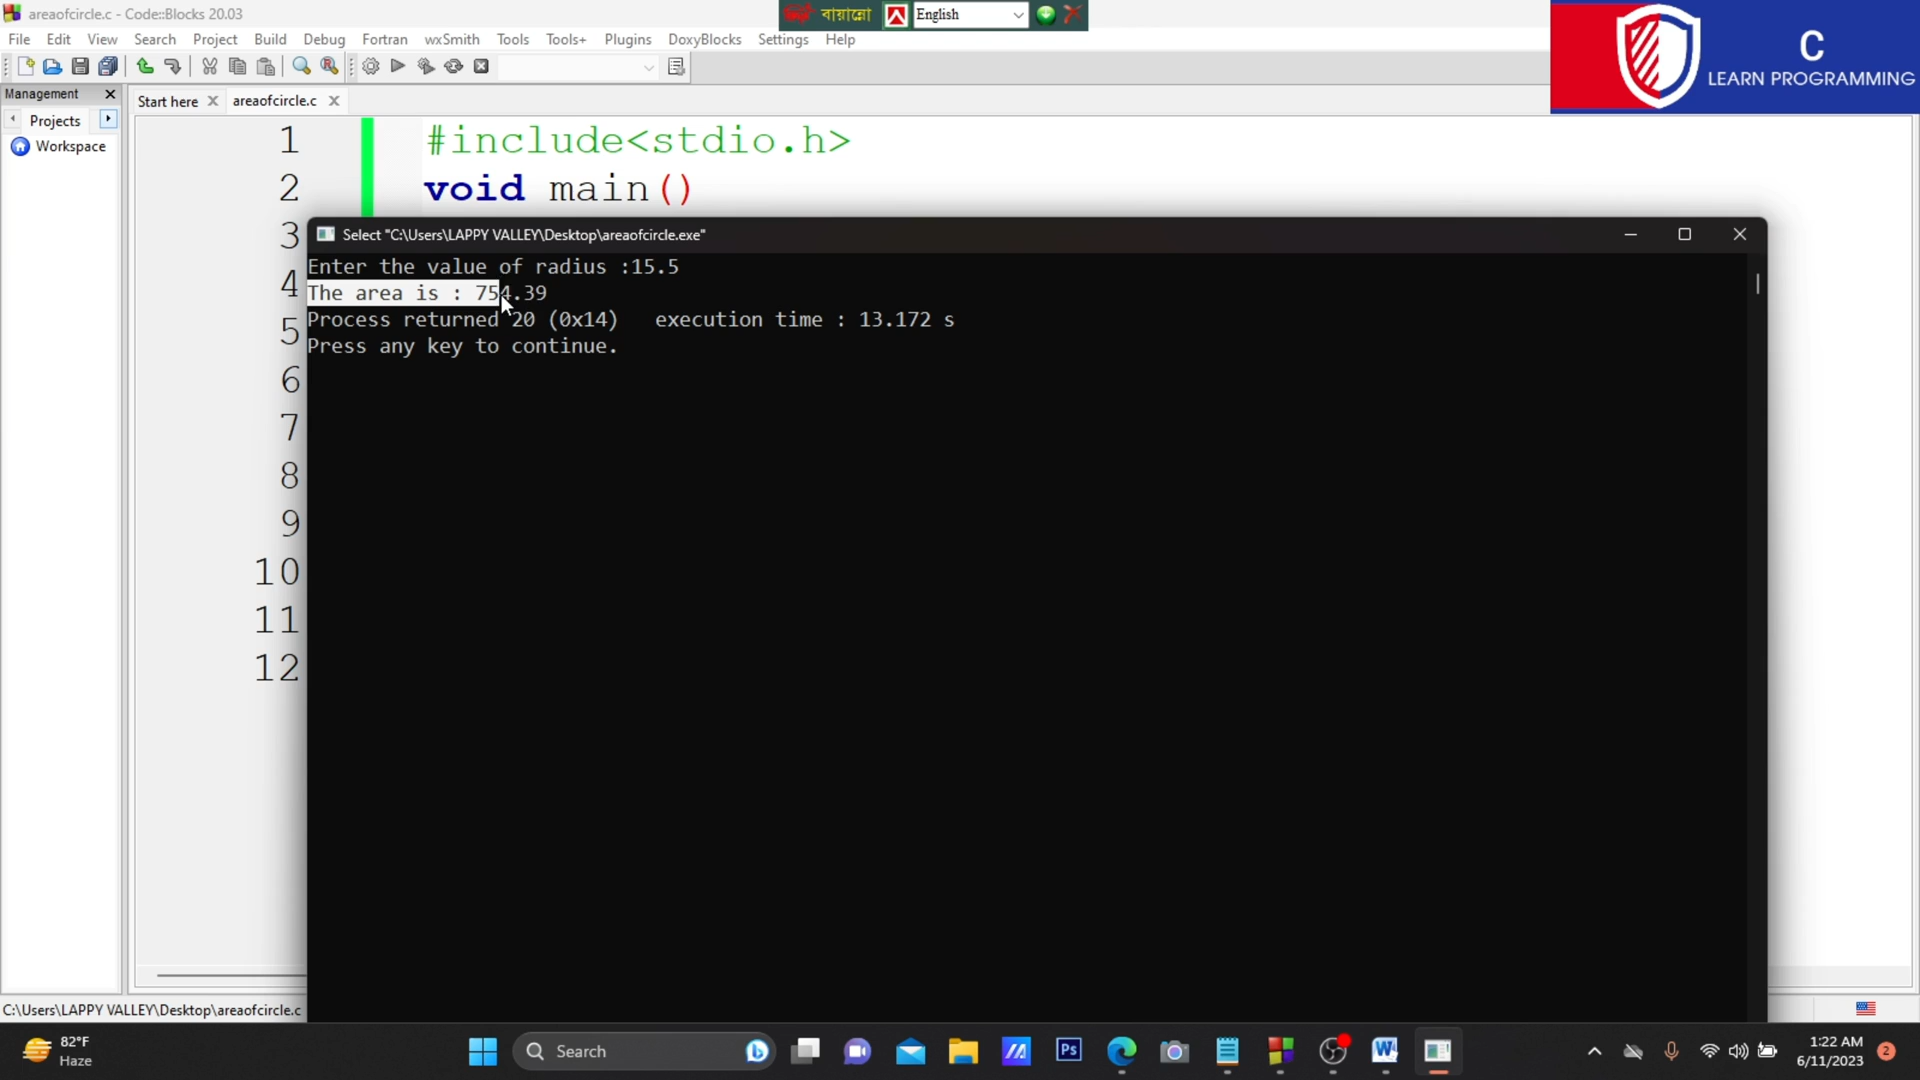 areaofcircle.c - Code::Blocks 20.03
বায়ান্নো English
File Edit View Search Project Build Debug Fortran wxSmith Tools Tools+ Plugins DoxyBlocks Settings Help
C
LEARN PROGRAMMING
Management
Start here areaofcircle.c
Projects
Workspace
1 #include<stdio.h>
2 void main()
3
4
5
6
7
8
9
10
11
12
Select "C:\Users\LAPPY VALLEY\Desktop\areaofcircle.exe"
Enter the value of radius :15.5
The area is : 754.39
Process returned 20 (0x14) execution time : 13.172 s
Press any key to continue.
C:\Users\LAPPY VALLEY\Desktop\areaofcircle.c
82°F
Haze
Search
Ps
1:22 AM
6/11/2023
2